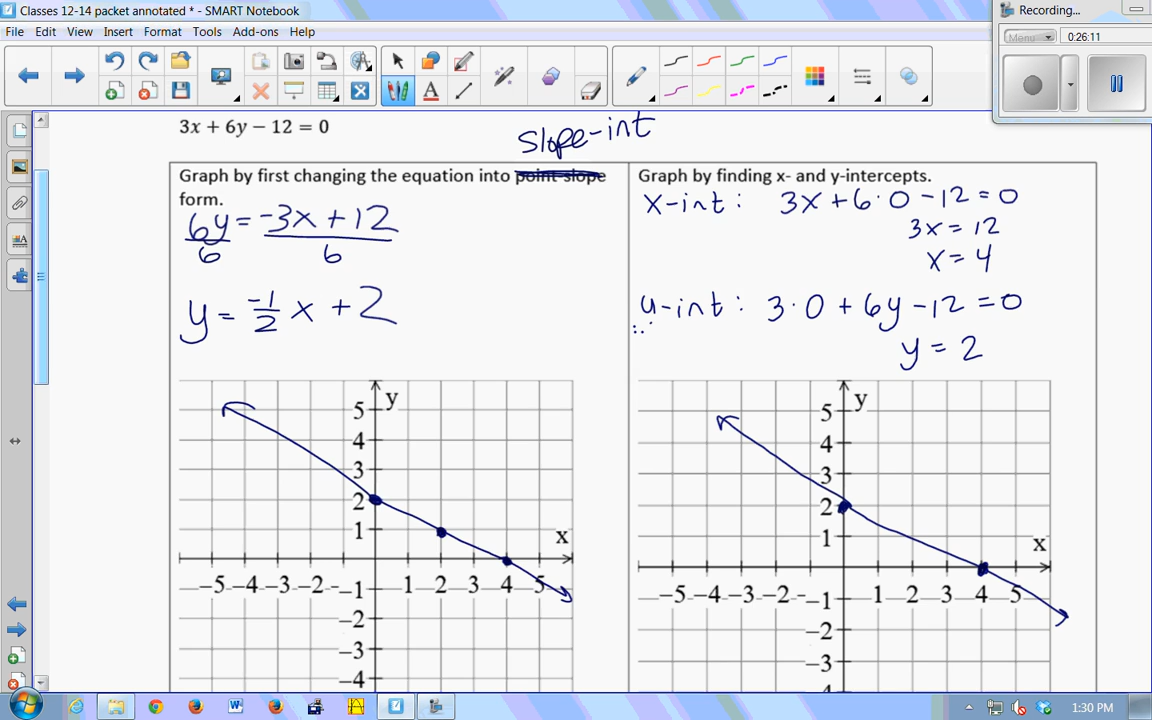 Classes 12-14 packet annotated * - SMART Notebook
Recording...
File Edit View Insert Format Tools Add-ons Help
Menu
0:26:11
3x + 6y − 12 = 0
slope-int
Graph by first changing the equation into point-slope
form.
6y = -3x + 12
6 6
y = -1/2 x + 2
5 y
4
3
2
1
x
−5 −4 −3 −2 −1 1 2 3 4 5
−2
−3
−4
Graph by finding x- and y-intercepts.
x-int : 3x + 6 · 0 - 12 = 0
3x = 12
x = 4
y-int : 3 · 0 + 6y - 12 = 0
y = 2
5 y
4
3
2
1
x
−5 −4 −3 −2 −1 1 2 3 4 5
−2
−3
4
1:30 PM